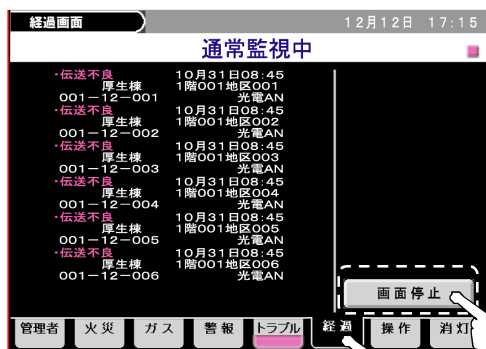 経過画面
12月12日 17:15
通常監視中
・伝送不良 10月31日08:45
厚生棟 1階001地区001
001－12－001 光電AN
・伝送不良 10月31日08:45
厚生棟 1階001地区002
001－12－002 光電AN
・伝送不良 10月31日08:45
厚生棟 1階001地区003
001－12－003 光電AN
・伝送不良 10月31日08:45
厚生棟 1階001地区004
001－12－004 光電AN
・伝送不良 10月31日08:45
厚生棟 1階001地区005
001－12－005 光電AN
・伝送不良 10月31日08:45
厚生棟 1階001地区006
001－12－006 光電AN
画面停止
管理者 火災 ガス 警報 トラブル 経過 操作 消灯